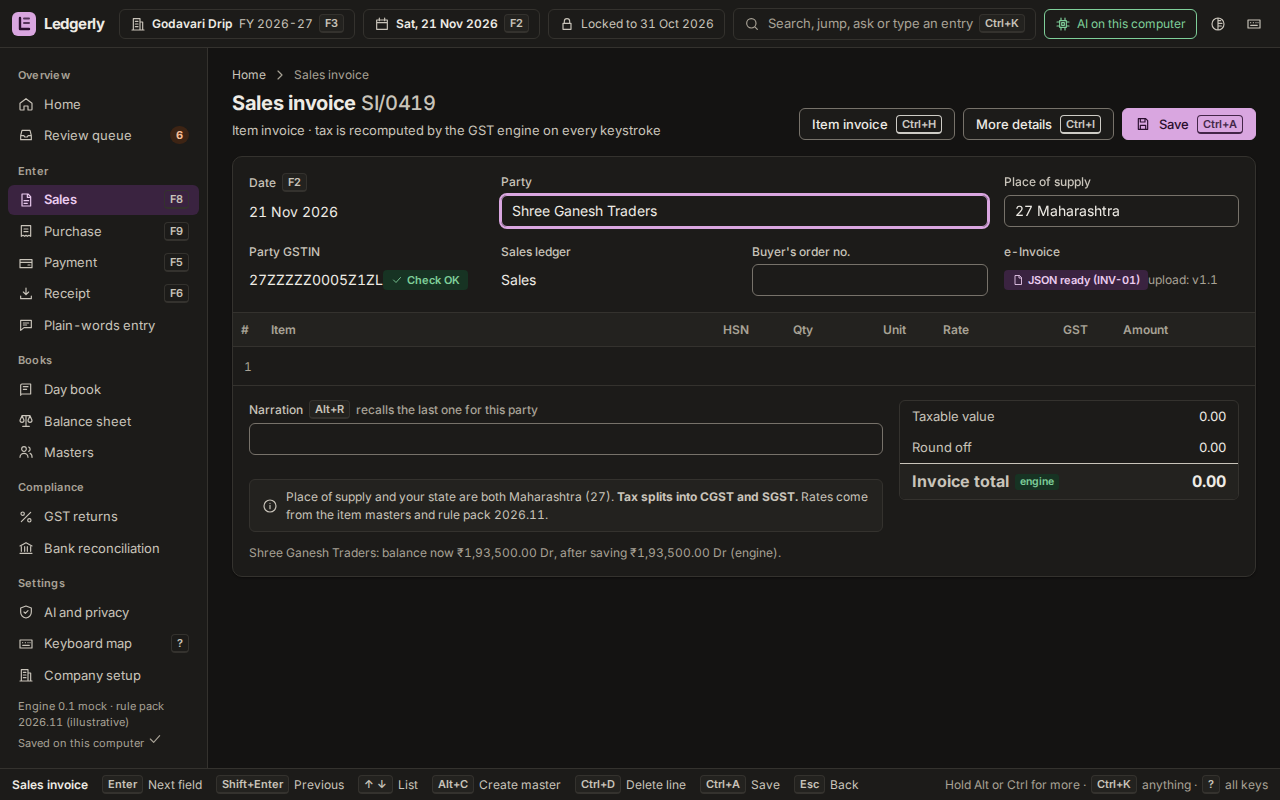 Ledgerly
Godavari Drip FY 2026-27 F3
Sat, 21 Nov 2026 F2
Locked to 31 Oct 2026
Search, jump, ask or type an entry Ctrl+K
AI on this computer
Overview
Home
Review queue 6
Enter
Sales F8
Purchase F9
Payment F5
Receipt F6
Plain-words entry
Books
Day book
Balance sheet
Masters
Compliance
GST returns
Bank reconciliation
Settings
AI and privacy
Keyboard map ?
Company setup
Engine 0.1 mock · rule pack
2026.11 (illustrative)
Saved on this computer
Home > Sales invoice
Sales invoice SI/0419
Item invoice · tax is recomputed by the GST engine on every keystroke
Item invoice Ctrl+H
More details Ctrl+I
Save Ctrl+A
Date F2
21 Nov 2026
Party
Shree Ganesh Traders
Place of supply
27 Maharashtra
Party GSTIN
27ZZZZZ0005Z1ZL Check OK
Sales ledger
Sales
Buyer's order no.
e-Invoice
JSON ready (INV-01) upload: v1.1
# Item HSN Qty Unit Rate GST Amount
1
Narration Alt+R recalls the last one for this party
Place of supply and your state are both Maharashtra (27). Tax splits into CGST and SGST. Rates come
from the item masters and rule pack 2026.11.
Shree Ganesh Traders: balance now ₹1,93,500.00 Dr, after saving ₹1,93,500.00 Dr (engine).
Taxable value 0.00
Round off 0.00
Invoice total engine 0.00
Sales invoice Enter Next field Shift+Enter Previous ↑↓ List Alt+C Create master Ctrl+D Delete line Ctrl+A Save Esc Back Hold Alt or Ctrl for more · Ctrl+K anything · ? all keys